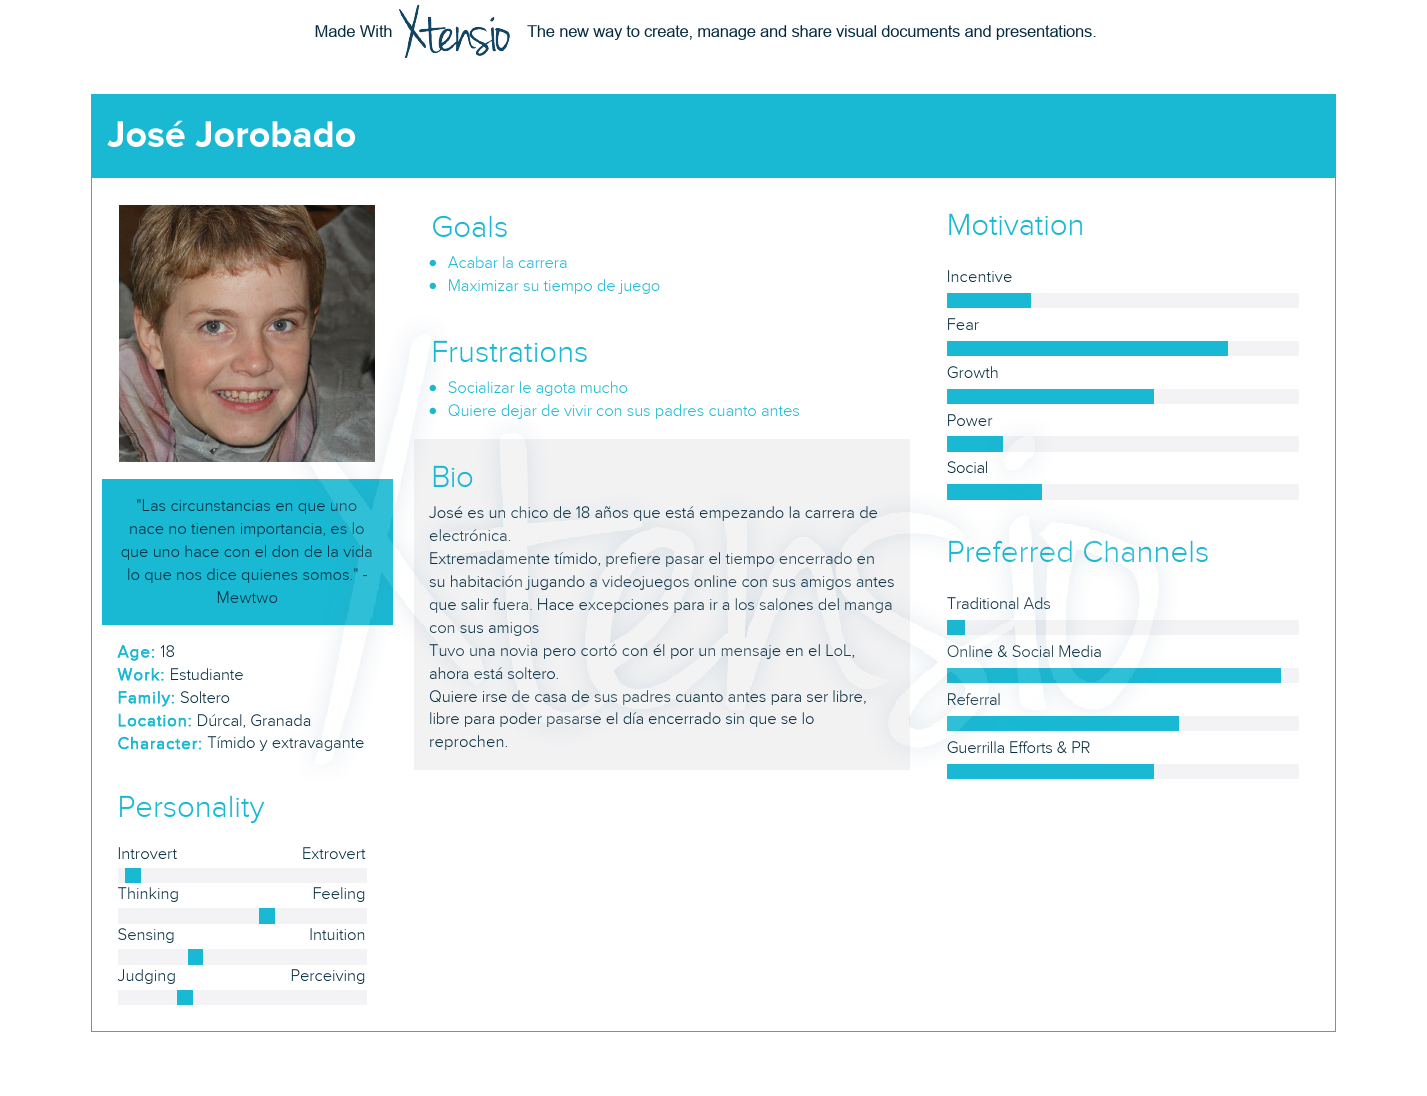 Made With Xtensio The new way to create, manage and share visual documents and presentations.
José Jorobado
"Las circunstancias en que uno
nace no tienen importancia, es lo
que uno hace con el don de la vida
lo que nos dice quienes somos." -
Mewtwo
Age: 18
Work: Estudiante
Family: Soltero
Location: Dúrcal, Granada
Character: Tímido y extravagante
Personality
Introvert Extrovert
Thinking Feeling
Sensing Intuition
Judging Perceiving
Goals
Acabar la carrera
Maximizar su tiempo de juego
Frustrations
Socializar le agota mucho
Quiere dejar de vivir con sus padres cuanto antes
Bio
José es un chico de 18 años que está empezando la carrera de
electrónica.
Extremadamente tímido, prefiere pasar el tiempo encerrado en
su habitación jugando a videojuegos online con sus amigos antes
que salir fuera. Hace excepciones para ir a los salones del manga
con sus amigos
Tuvo una novia pero cortó con él por un mensaje en el LoL,
ahora está soltero.
Quiere irse de casa de sus padres cuanto antes para ser libre,
libre para poder pasarse el día encerrado sin que se lo
reprochen.
Motivation
Incentive
Fear
Growth
Power
Social
Preferred Channels
Traditional Ads
Online & Social Media
Referral
Guerrilla Efforts & PR
Xtensio